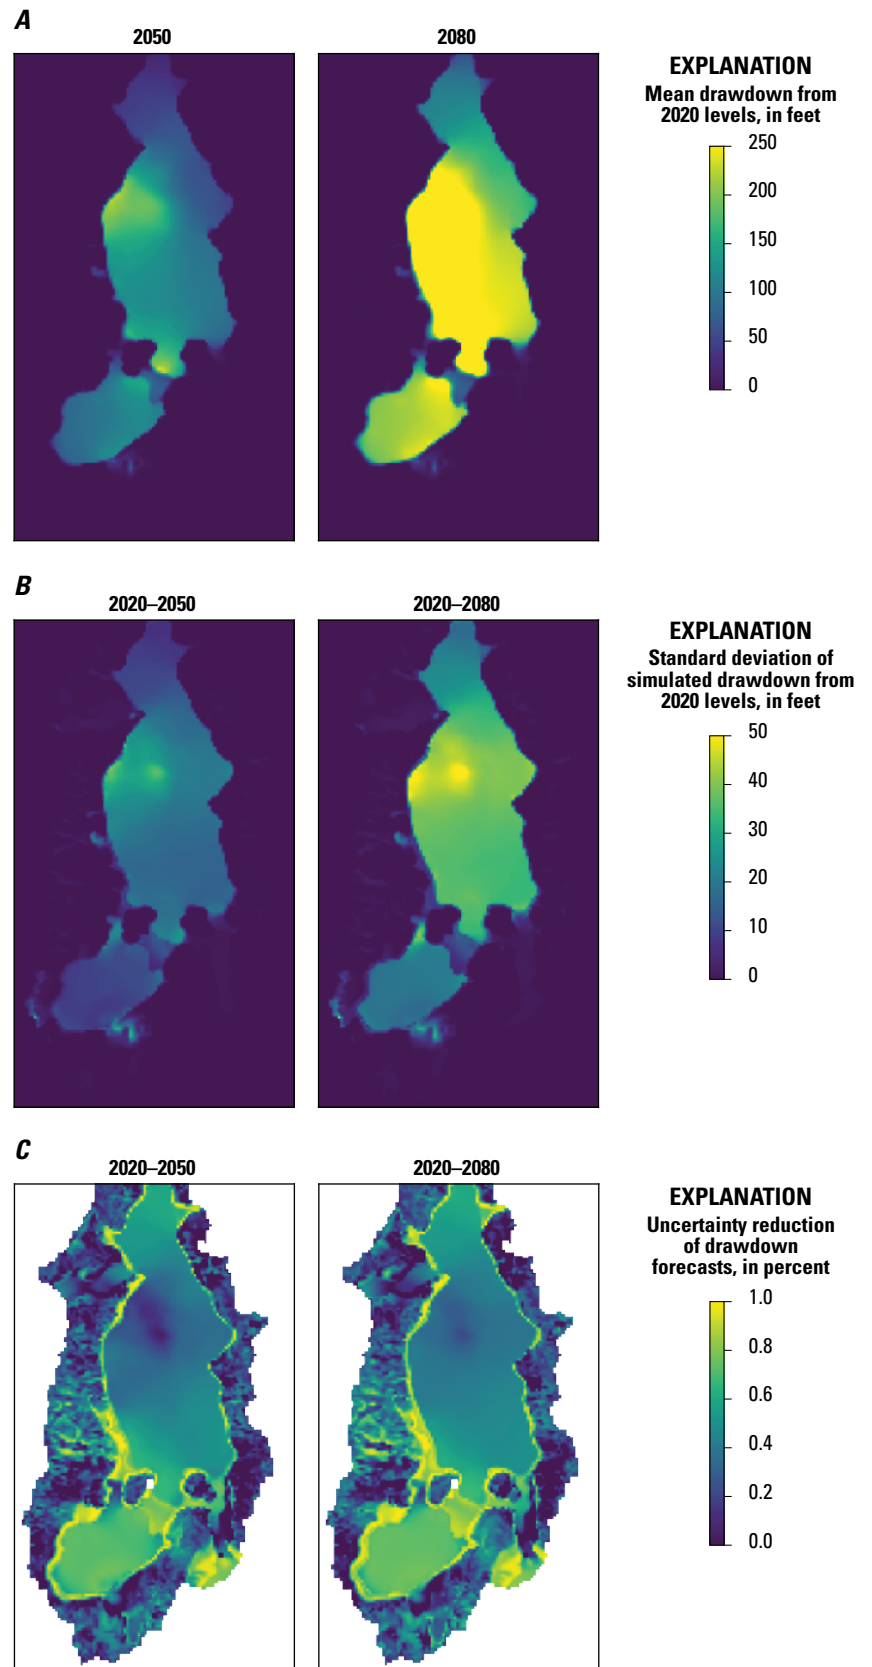 A
2050
2080
EXPLANATION
Mean drawdown from
2020 levels, in feet
250
200
150
100
50
0
B
2020–2050
2020–2080
EXPLANATION
Standard deviation of
simulated drawdown from
2020 levels, in feet
50
40
30
20
10
0
C
2020–2050
2020–2080
EXPLANATION
Uncertainty reduction
of drawdown
forecasts, in percent
1.0
0.8
0.6
0.4
0.2
0.0